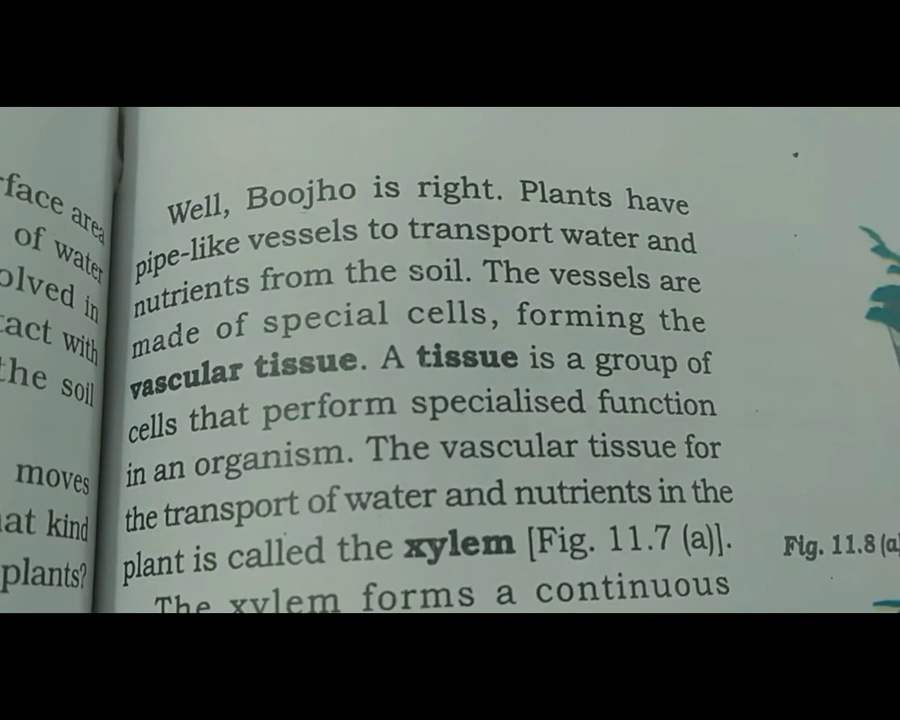 rface area
of water
olved in
tact with
the soil
moves
at kind
plants?
Well, Boojho is right. Plants have
pipe-like vessels to transport water and
nutrients from the soil. The vessels are
made of special cells, forming the
vascular tissue. A tissue is a group of
cells that perform specialised function
in an organism. The vascular tissue for
the transport of water and nutrients in the
plant is called the xylem [Fig. 11.7 (a)].
The xylem forms a continuous
Fig. 11.8 (a